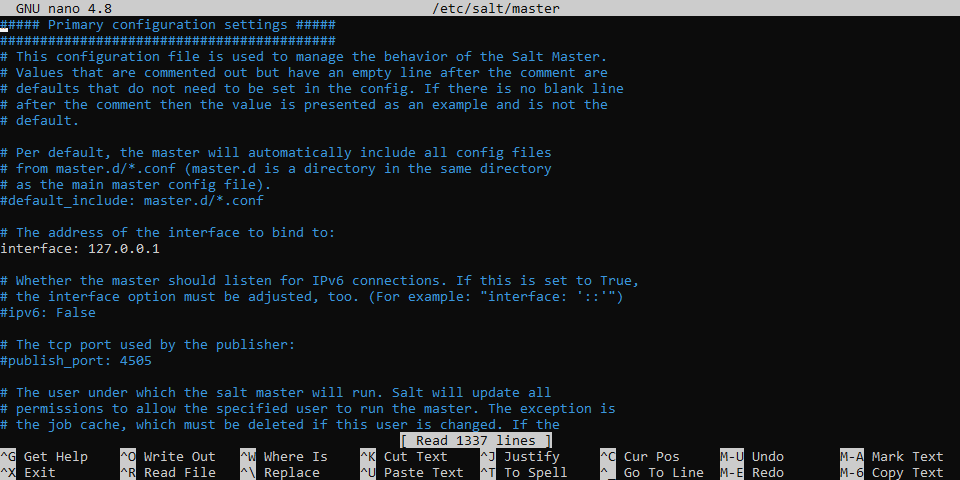 GNU nano 4.8 /etc/salt/master
##### Primary configuration settings #####
##########################################
# This configuration file is used to manage the behavior of the Salt Master.
# Values that are commented out but have an empty line after the comment are
# defaults that do not need to be set in the config. If there is no blank line
# after the comment then the value is presented as an example and is not the
# default.
# Per default, the master will automatically include all config files
# from master.d/*.conf (master.d is a directory in the same directory
# as the main master config file).
#default_include: master.d/*.conf
# The address of the interface to bind to:
interface: 127.0.0.1
# Whether the master should listen for IPv6 connections. If this is set to True,
# the interface option must be adjusted, too. (For example: "interface: '::'")
#ipv6: False
# The tcp port used by the publisher:
#publish_port: 4505
# The user under which the salt master will run. Salt will update all
# permissions to allow the specified user to run the master. The exception is
# the job cache, which must be deleted if this user is changed. If the
[ Read 1337 lines ]
^G Get Help ^O Write Out ^W Where Is ^K Cut Text ^J Justify ^C Cur Pos M-U Undo M-A Mark Text
^X Exit ^R Read File ^\ Replace ^U Paste Text ^T To Spell ^_ Go To Line M-E Redo M-6 Copy Text